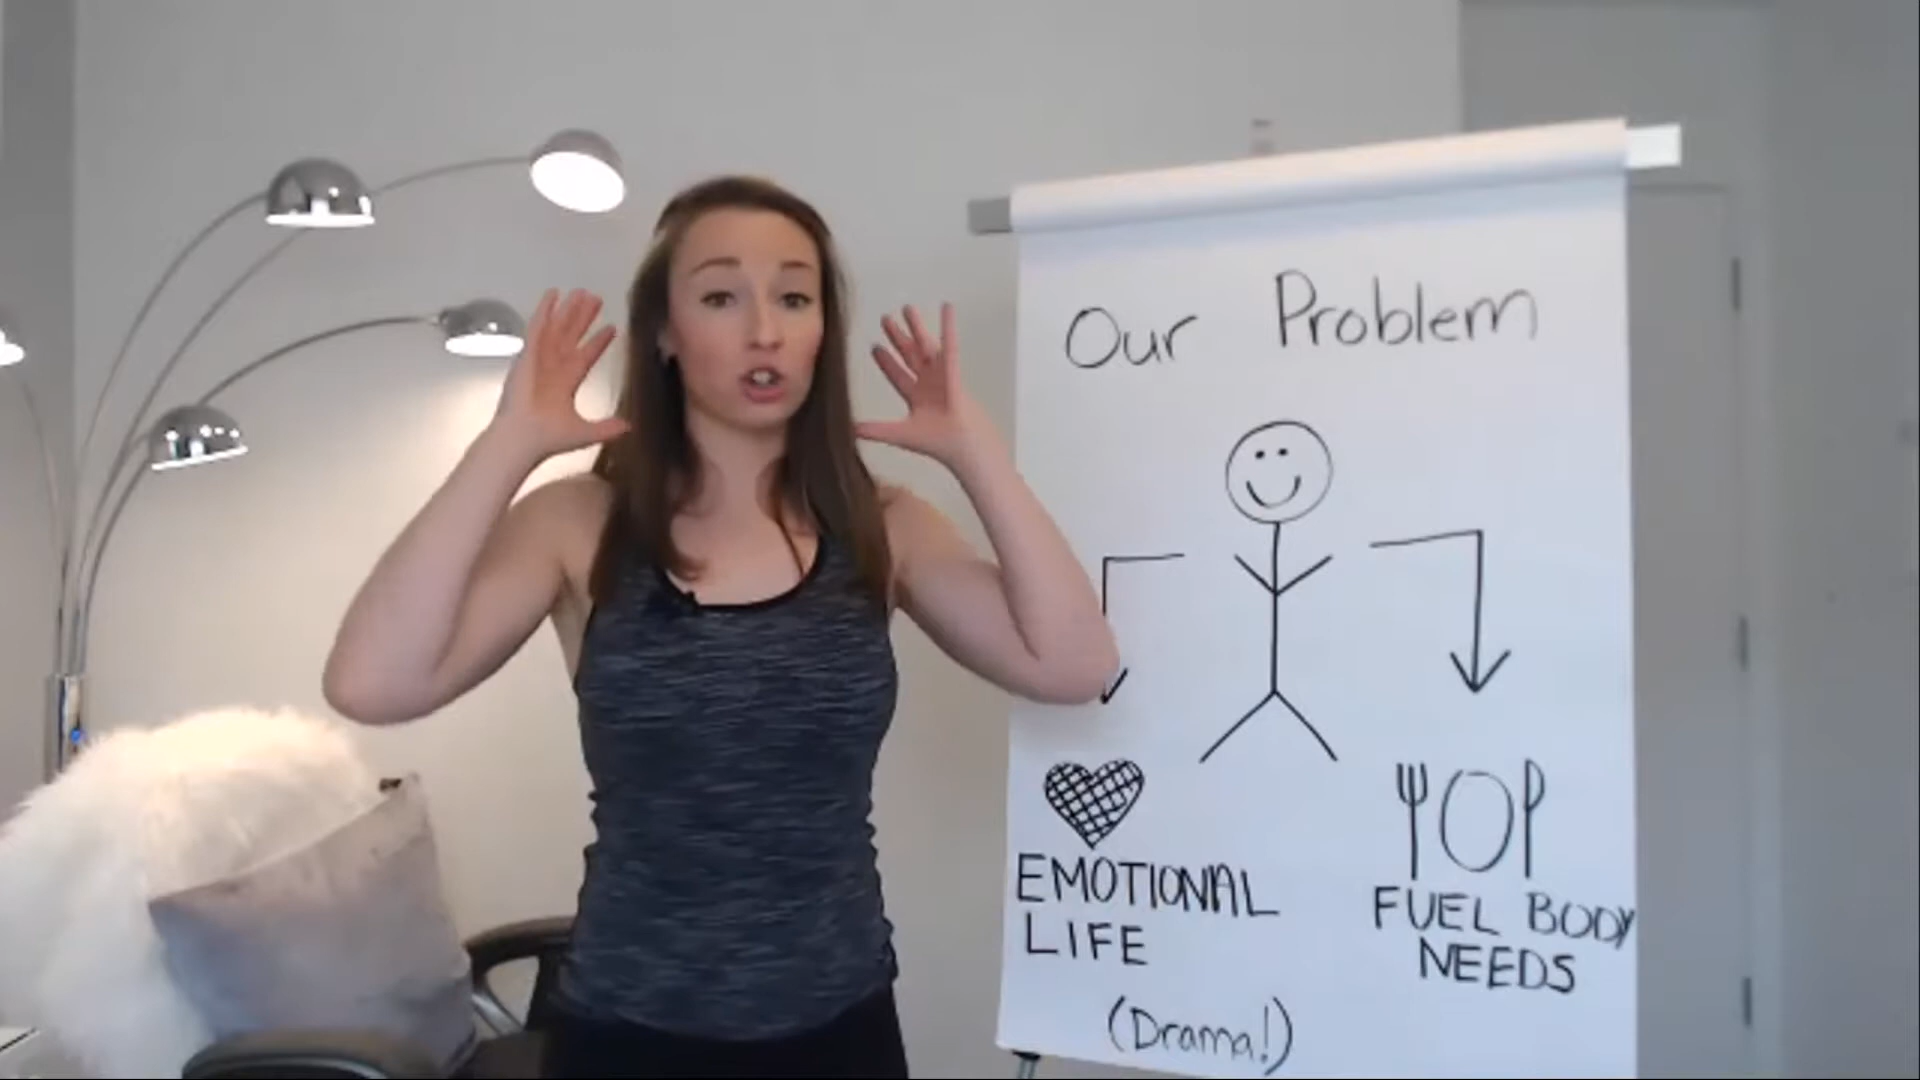 Our Problem
EMOTIONAL
LIFE
(Drama!)
FUEL BODY
NEEDS